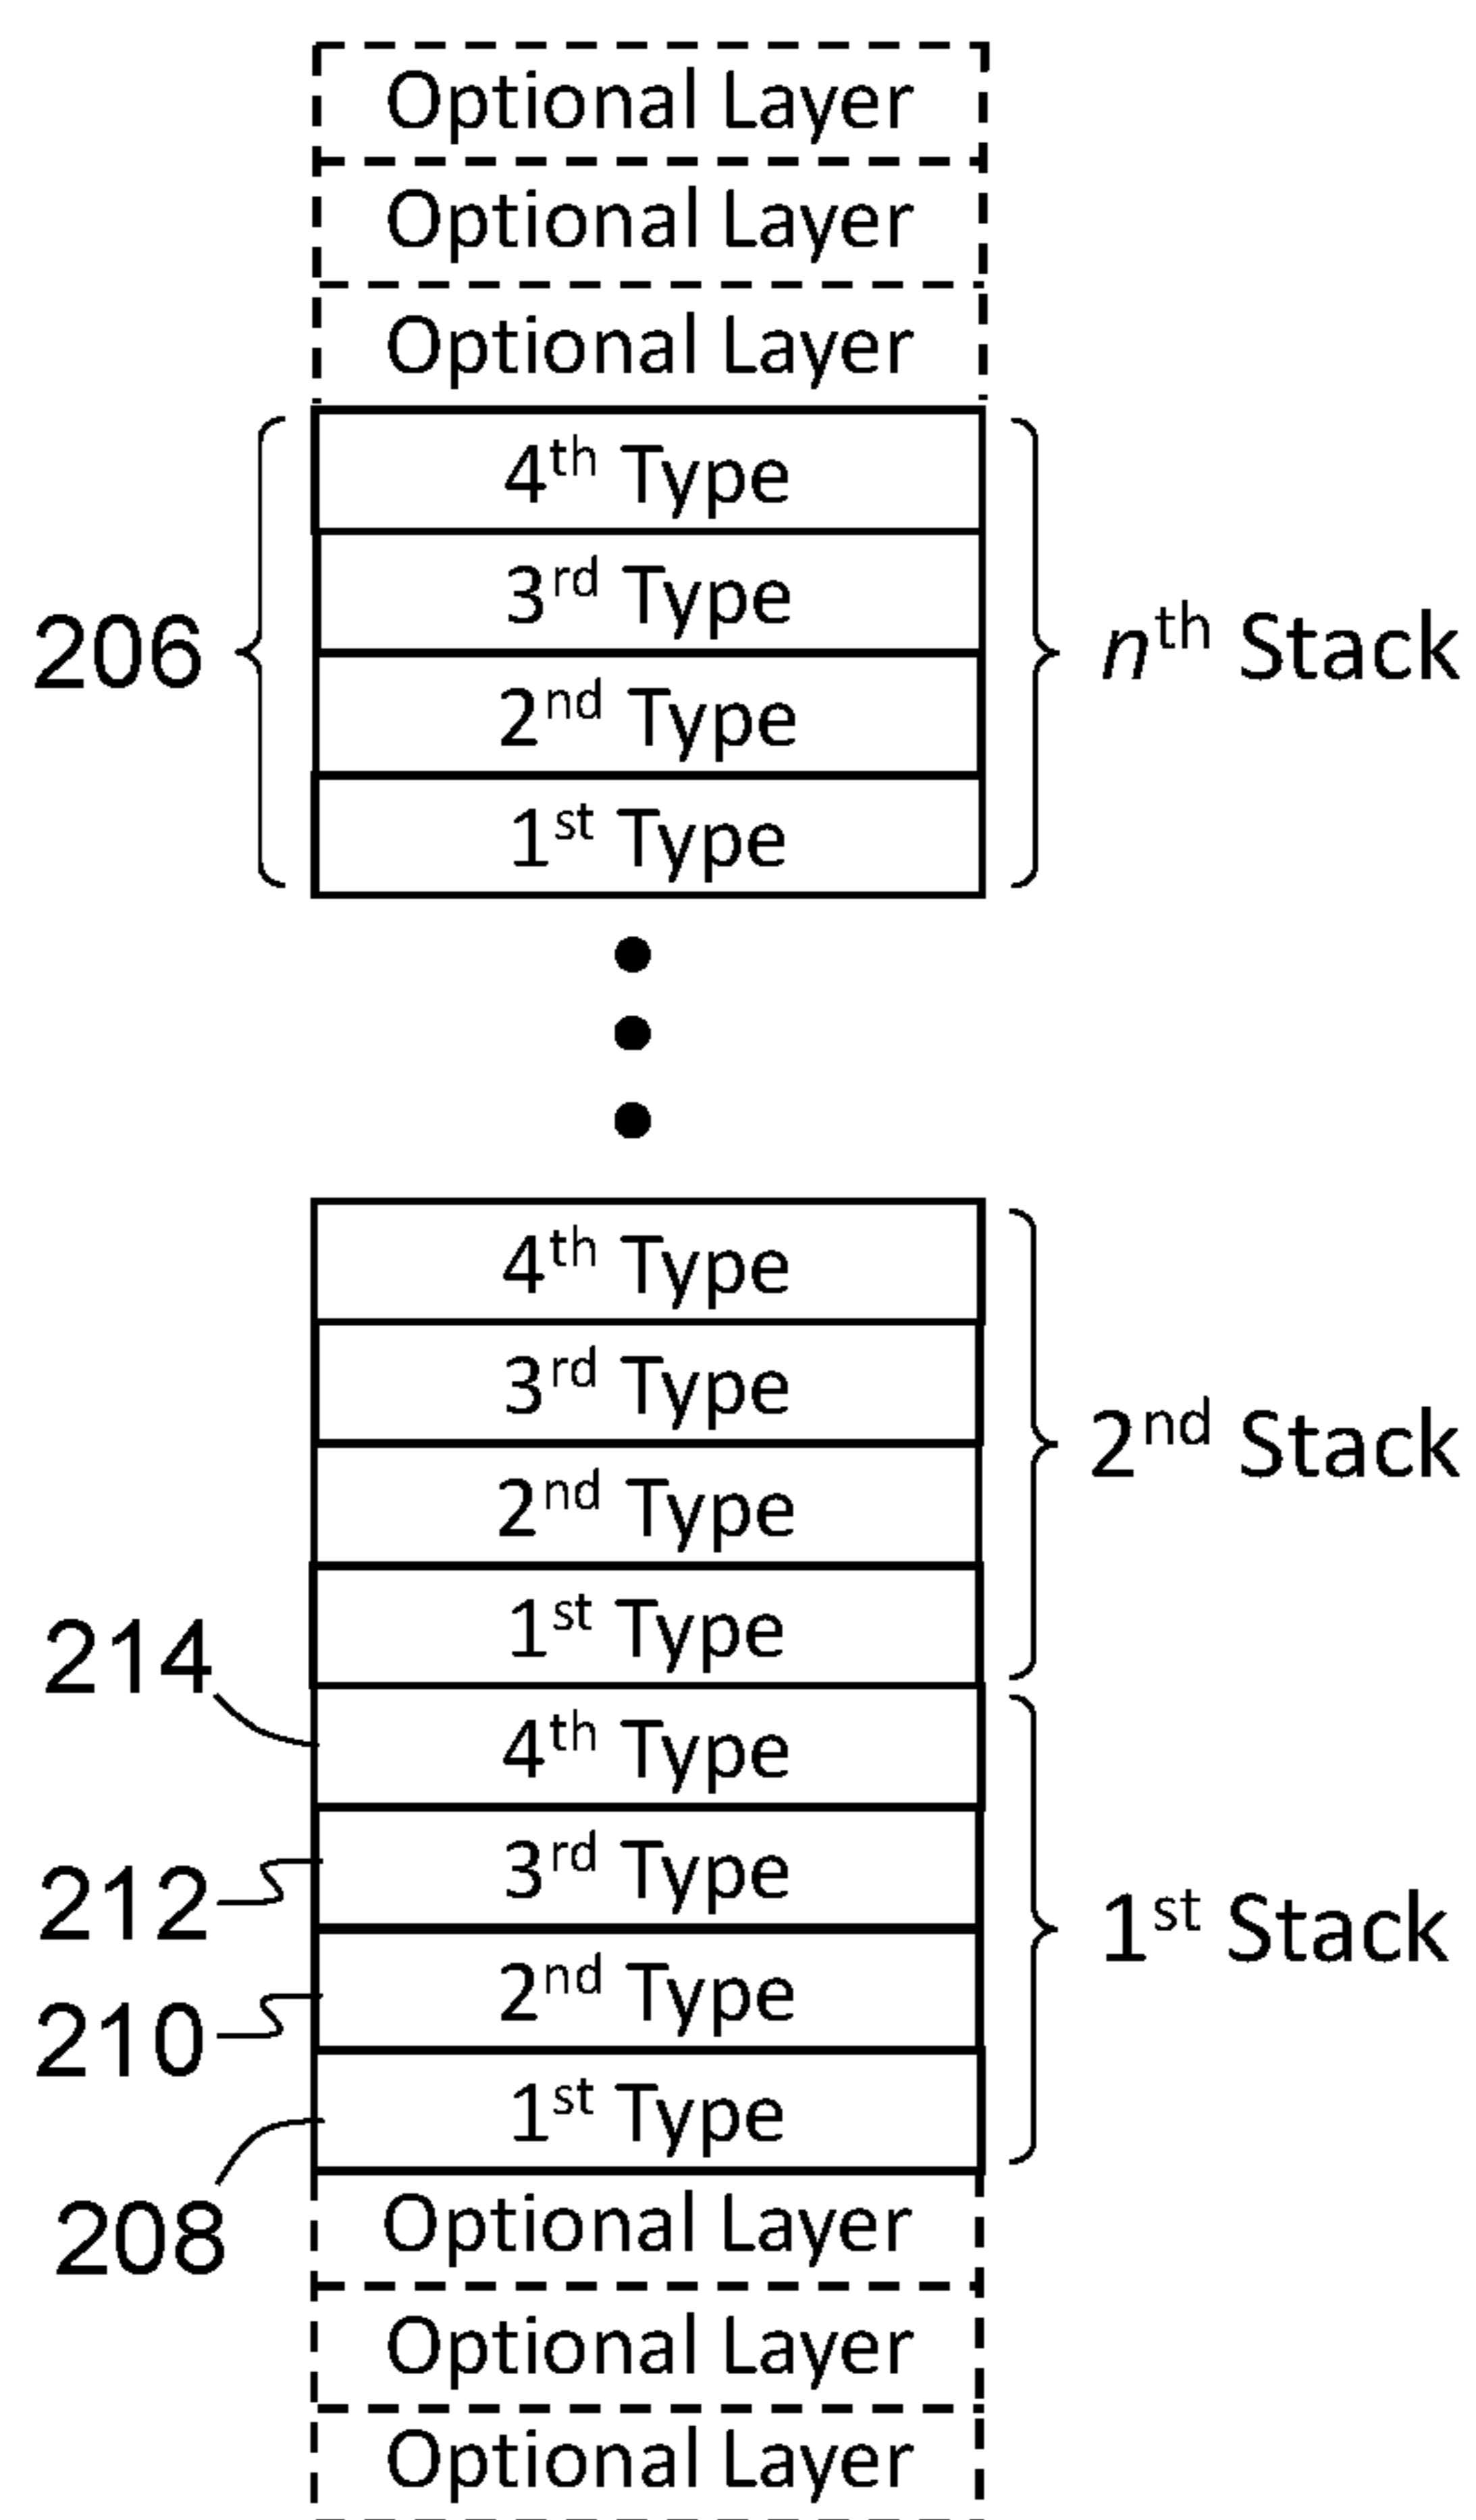 Optional Layer
Optional Layer
Optional Layer
4th Type
3rd Type
206
nth Stack
2nd Type
1st Type
4th Type
3rd Type
2nd Stack
2nd Type
1st Type
214
4th Type
3rd Type
212
1st Stack
2nd Type
210
1st Type
208
Optional Layer
Optional Layer
Optional Layer